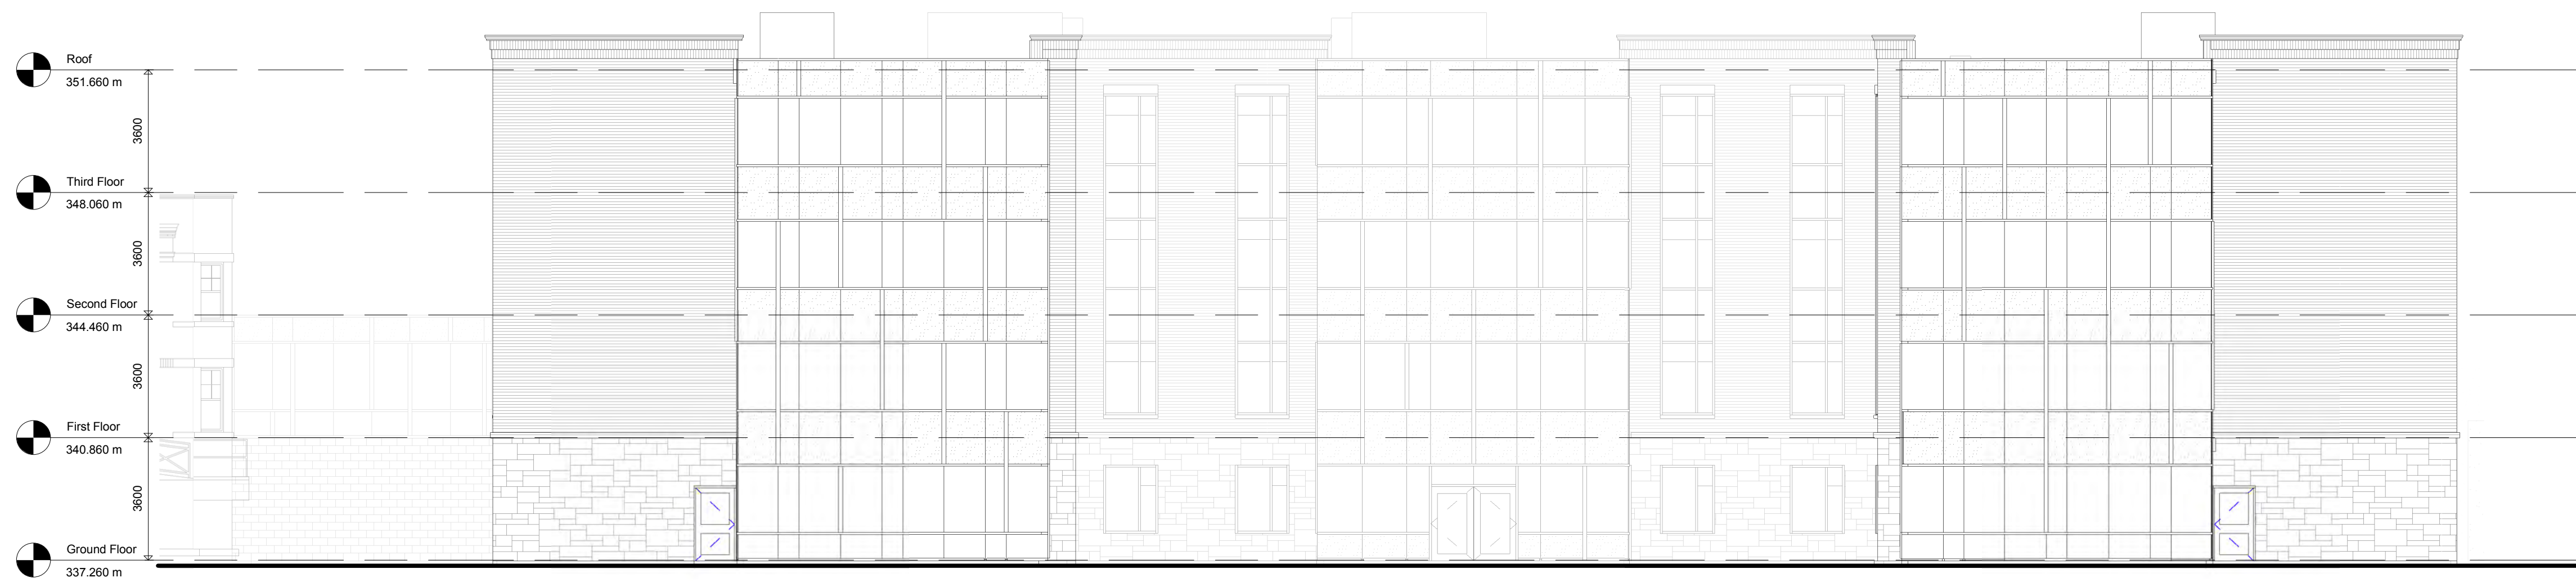 Roof
351.660 m
3600
Third Floor
348.060 m
3600
Second Floor
344.460 m
3600
First Floor
340.860 m
3600
Ground Floor
337.260 m